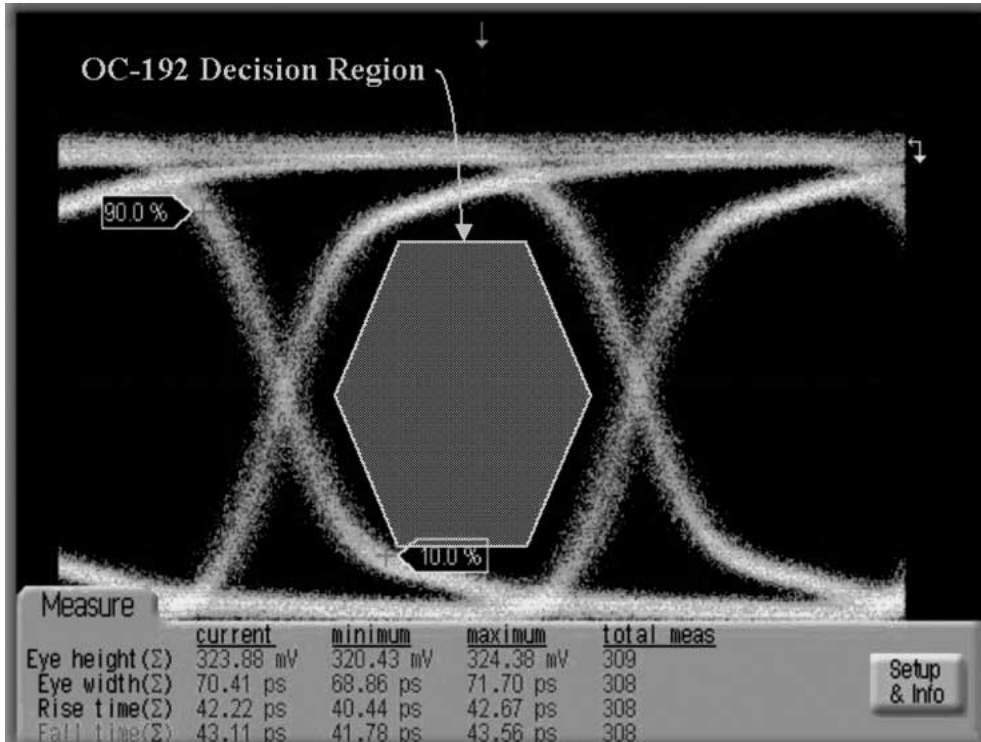 OC-192 Decision Region
90.0 %
10.0 %
Measure
current minimum maximum total meas
Eye height(Σ) 323.88 mV 320.43 mV 324.38 mV 309
Eye width(Σ) 70.41 ps 68.86 ps 71.70 ps 308
Rise time(Σ) 42.22 ps 40.44 ps 42.67 ps 308
Fall time(Σ) 43.11 ps 41.78 ps 43.56 ps 308
Setup
& Info